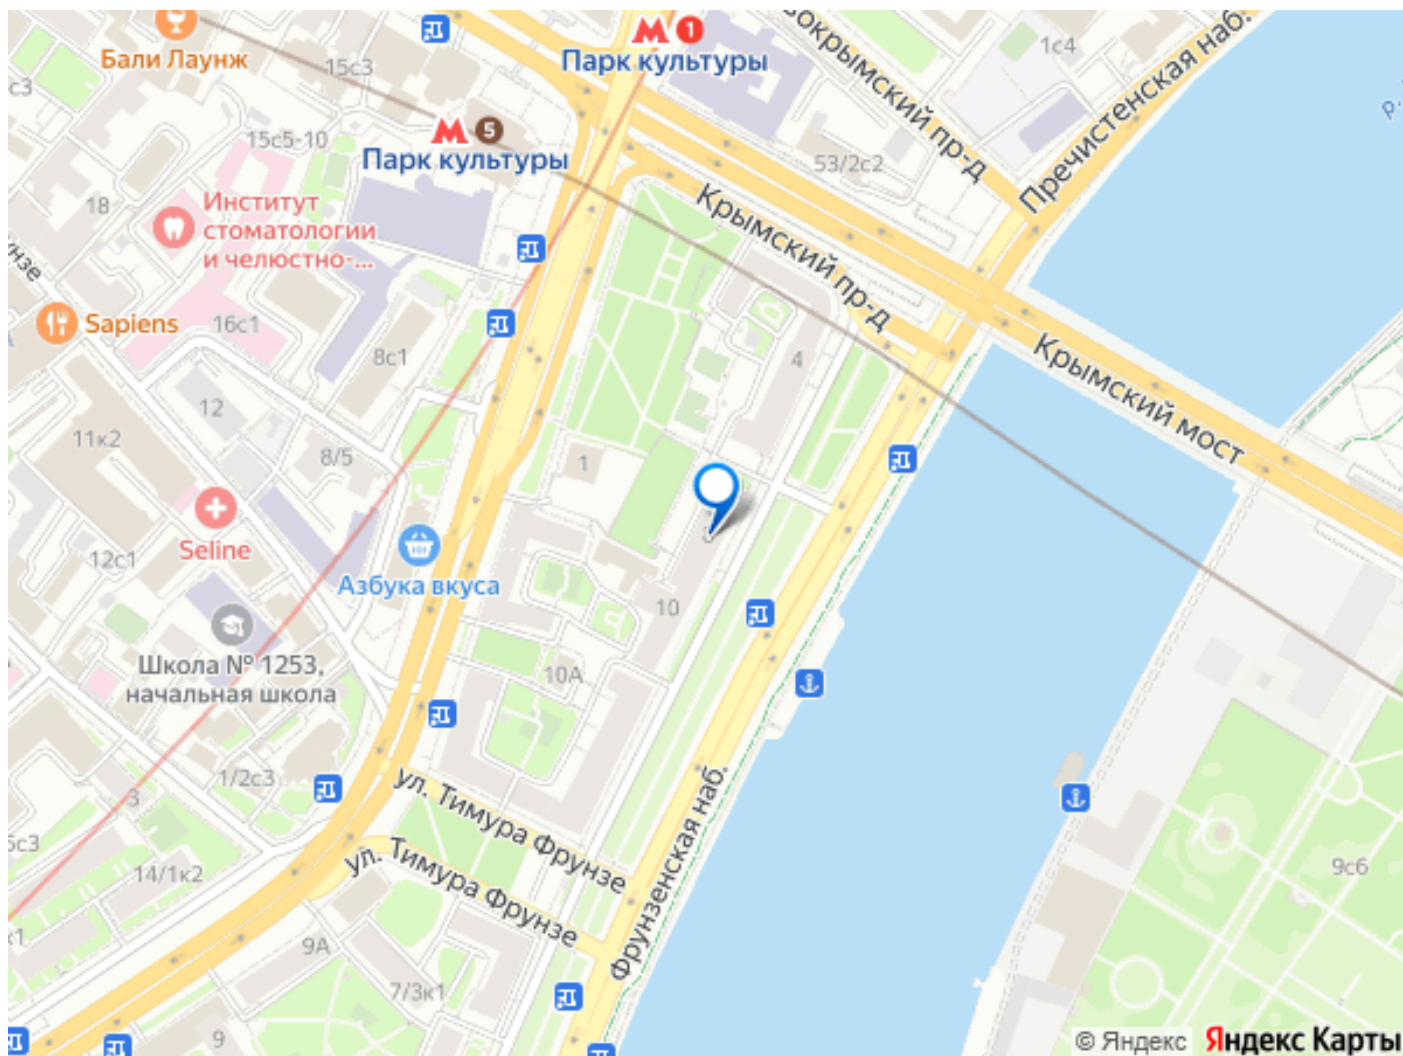 1
Парк культуры
Бали Лаунж
15с3
1с4
Пречистенская наб.
р.
с3
5
Парк культуры
15с5-10
53/2с2
18
Институт
стоматологии
и челюстно-...
Крымский пр-д
Sapiens
16с1
8с1
4
Крымский мост
12
11к2
8/5
1
Seline
12с1
Азбука вкуса
10
Школа № 1253,
начальная школа
10А
1/2с3
3
ул. Тимура Фрунзе
14/1к2
ул. Тимура Фрунзе
Фрунзенская наб.
9с6
9А
7/3к1
9
© Яндекс Яндекс Карты